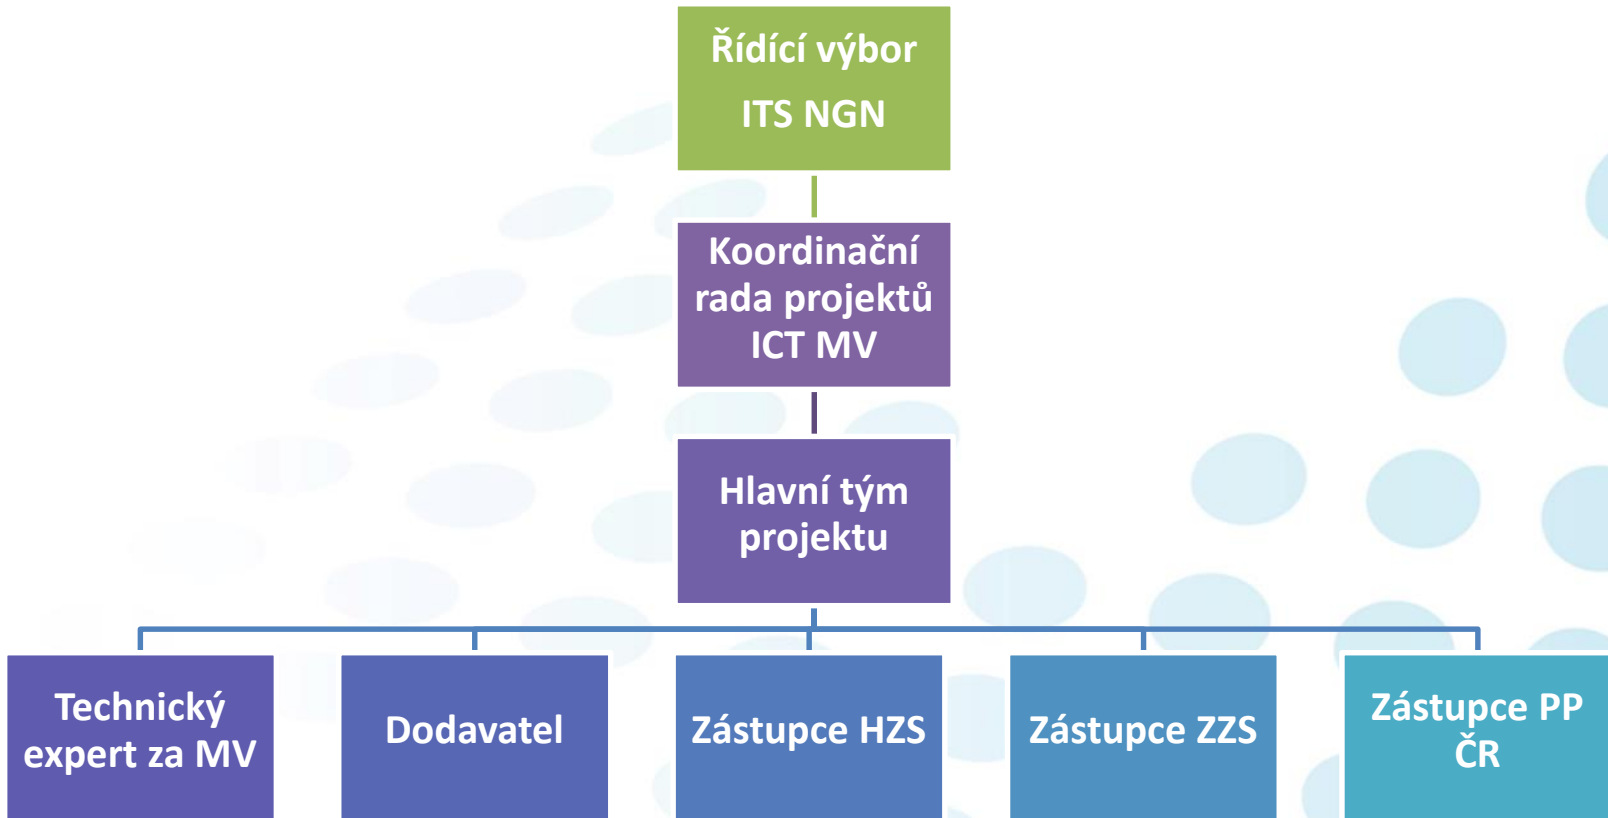 Řídící výbor
ITS NGN
Koordinační
rada projektů
ICT MV
Hlavní tým
projektu
Technický
expert za MV
Dodavatel
Zástupce HZS
Zástupce ZZS
Zástupce PP
ČR